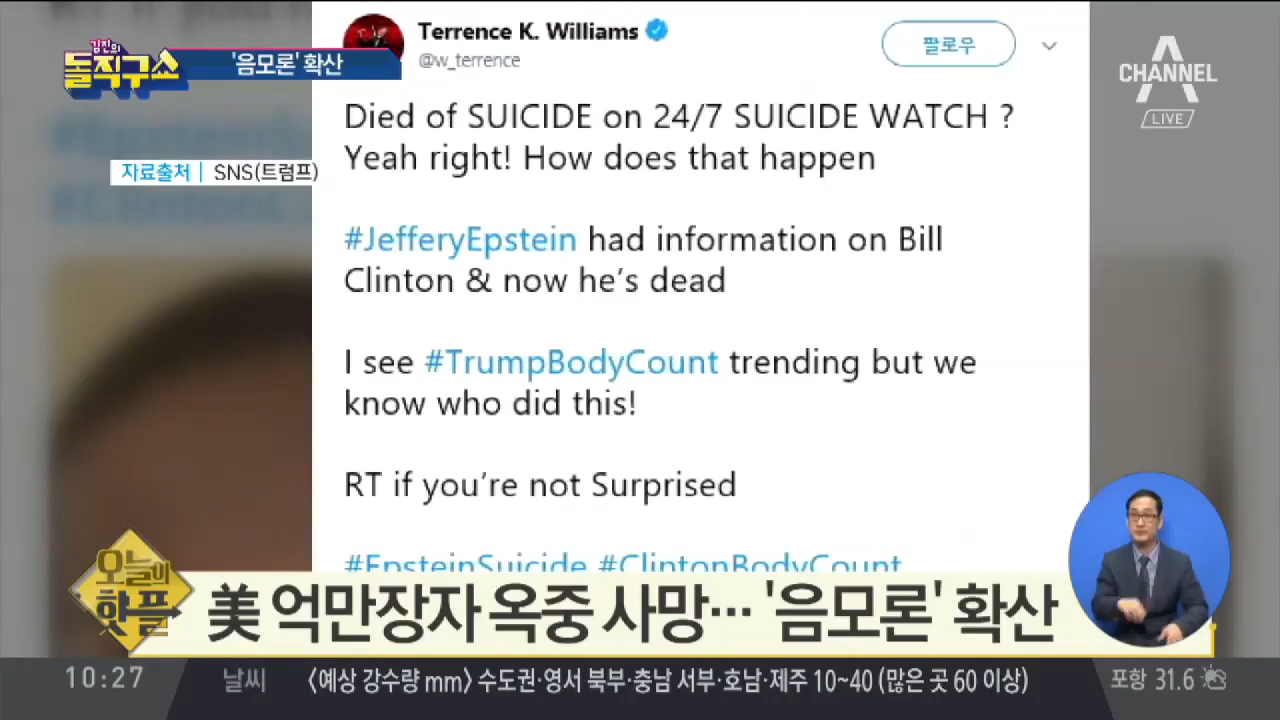 김진의
돌직구쇼
'음모론' 확산
자료출처 | SNS(트럼프)
Terrence K. Williams
@w_terrence
팔로우
CHANNEL
A
LIVE
Died of SUICIDE on 24/7 SUICIDE WATCH ?
Yeah right! How does that happen
#JefferyEpstein had information on Bill
Clinton & now he's dead
I see #TrumpBodyCount trending but we
know who did this!
RT if you're not Surprised
#EpsteinSuicide #ClintonBodyCount
오늘의
핫플
美 억만장자 옥중 사망… '음모론' 확산
10:27 날씨 〈예상 강수량 mm〉 수도권·영서 북부·충남 서부·호남·제주 10~40 (많은 곳 60 이상) 포항 31.6